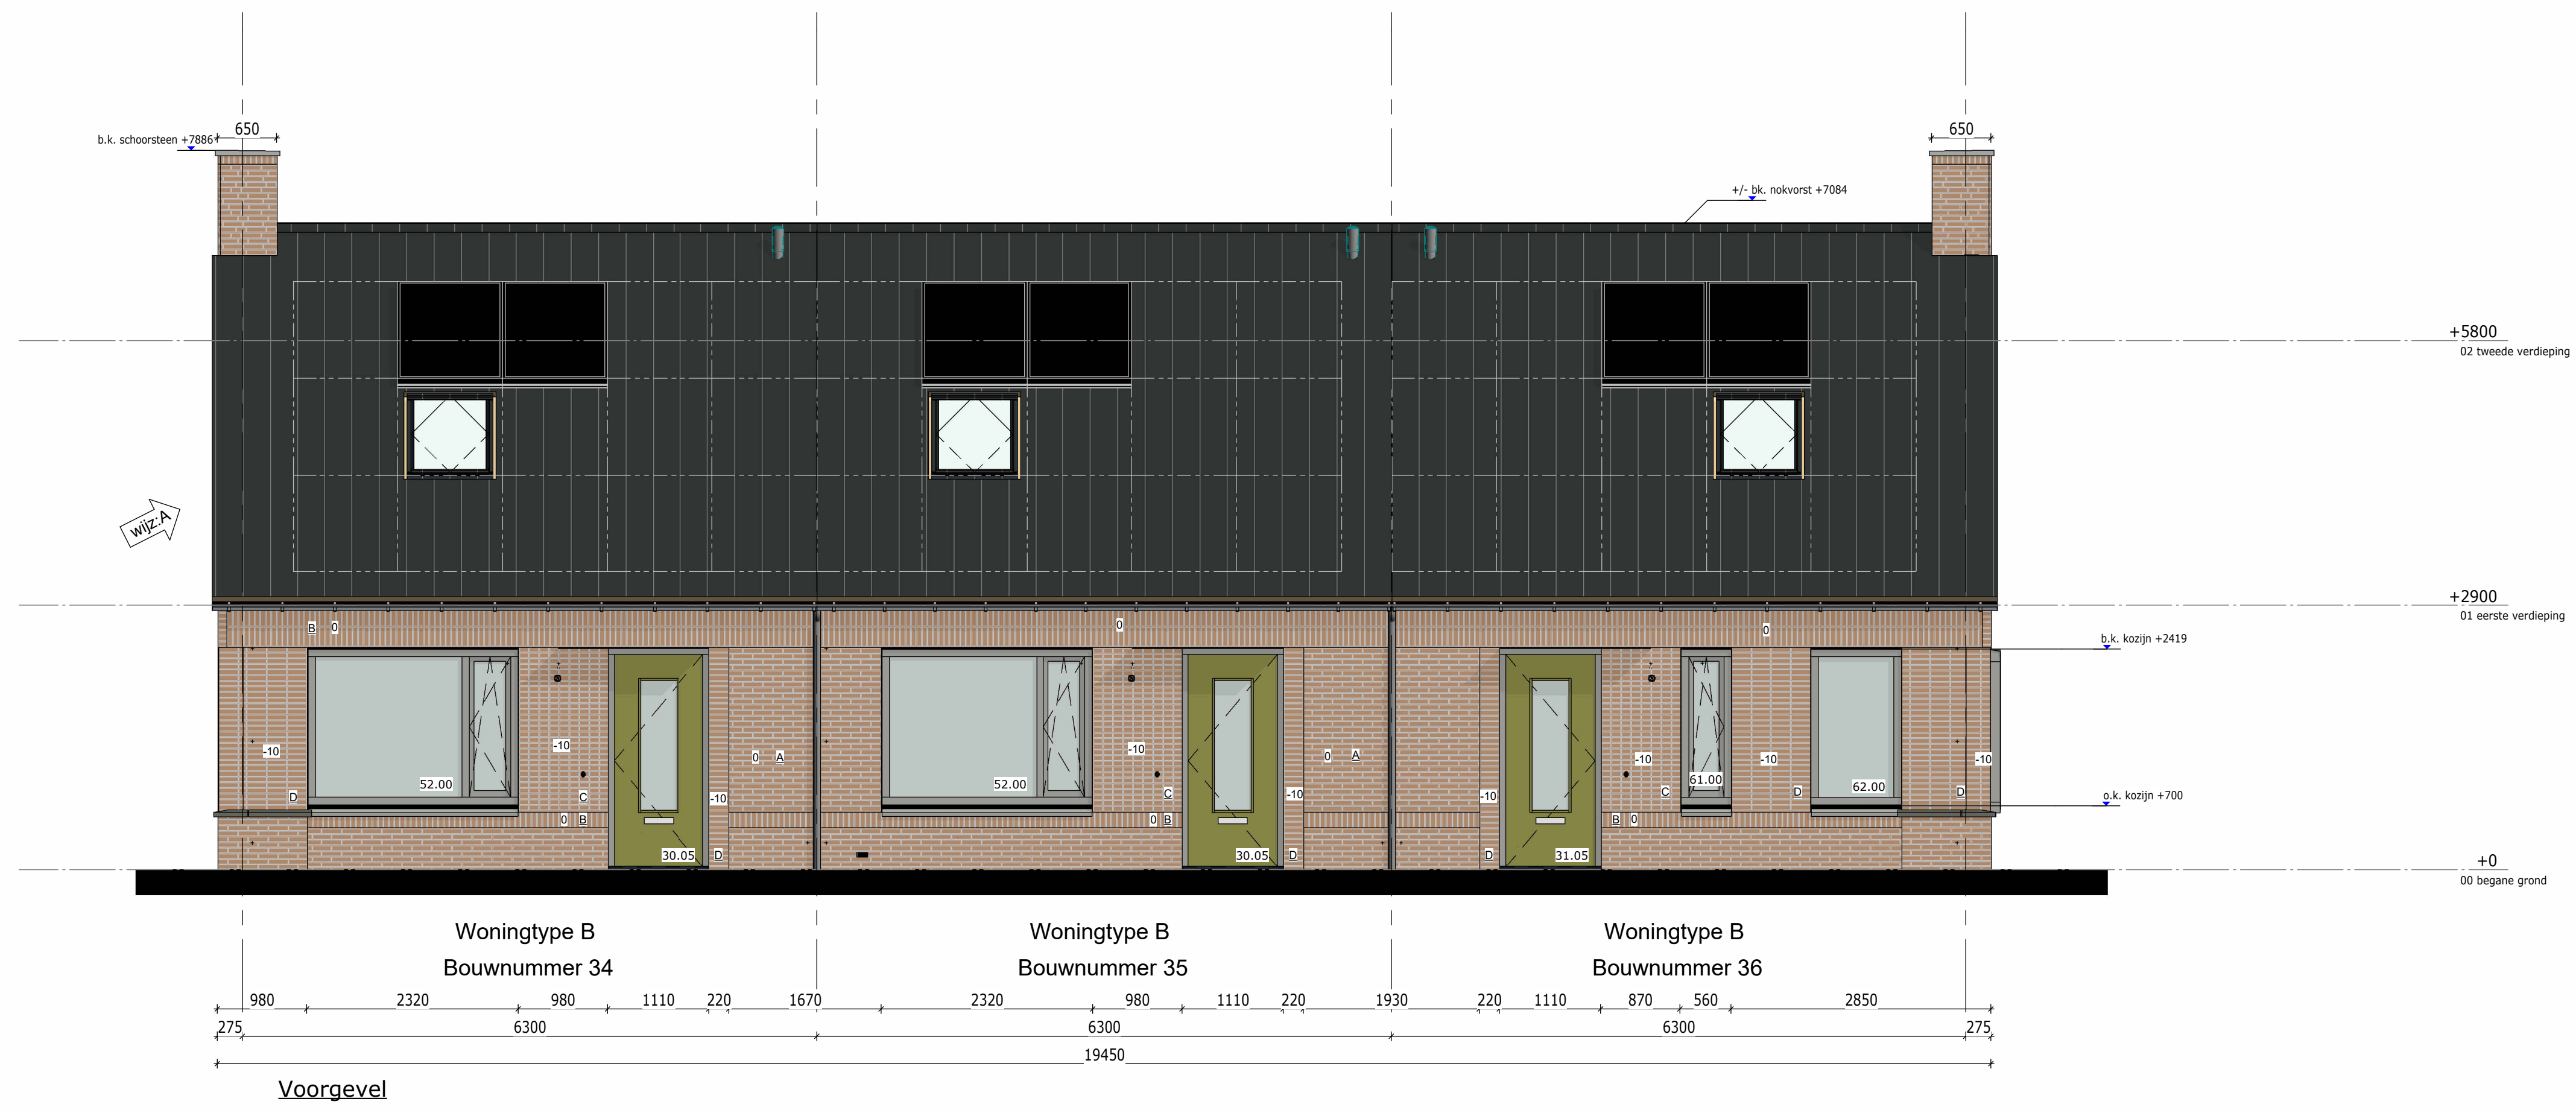 650
650
b.k. schoorsteen +7886
+/- bk. nokvorst +7084
+5800
02 tweede verdieping
wijz:A
+2900
01 eerste verdieping
B 0
0
0
b.k. kozijn +2419
-10
-10
0 A
-10
0 A
-10
-10
-10
52.00
52.00
61.00
62.00
D
C
-10
C
-10
-10
C
D
D
o.k. kozijn +700
0 B
0 B
B 0
30.05
D
30.05
D
D
31.05
+0
00 begane grond
Woningtype B
Woningtype B
Woningtype B
Bouwnummer 34
Bouwnummer 35
Bouwnummer 36
980 2320 980 1110 220 1670 2320 980 1110 220 1930 220 1110 870 560 2850
275 6300 6300 6300 275
19450
Voorgevel